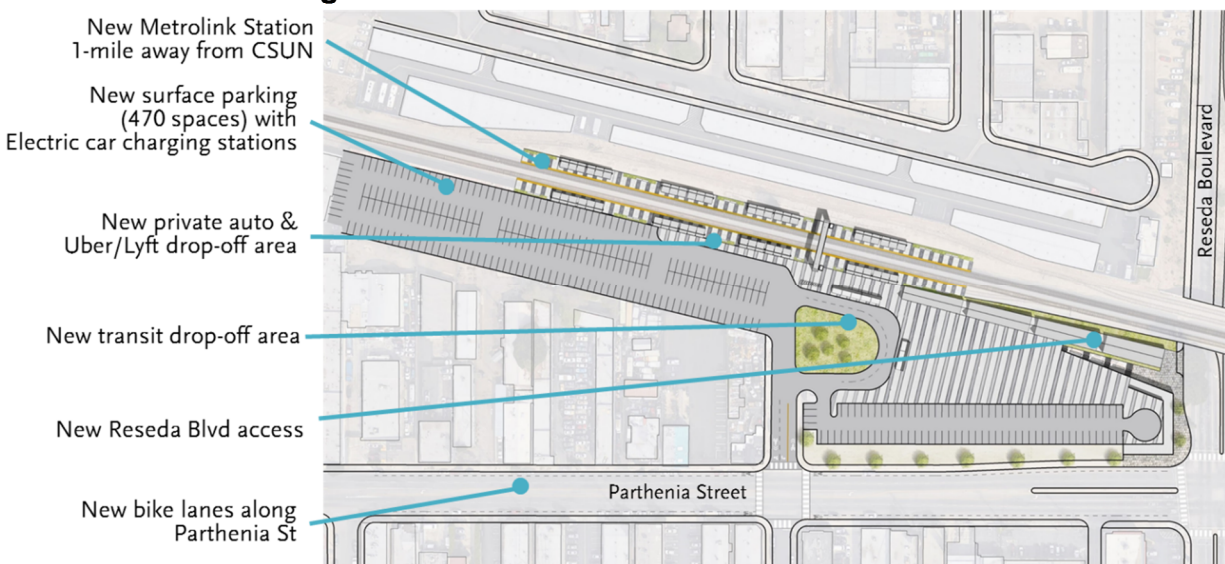 New Metrolink Station
1-mile away from CSUN
New surface parking
(470 spaces) with
Electric car charging stations
New private auto &
Uber/Lyft drop-off area
New transit drop-off area
New Reseda Blvd access
New bike lanes along
Parthenia St
Parthenia Street
Reseda Boulevard